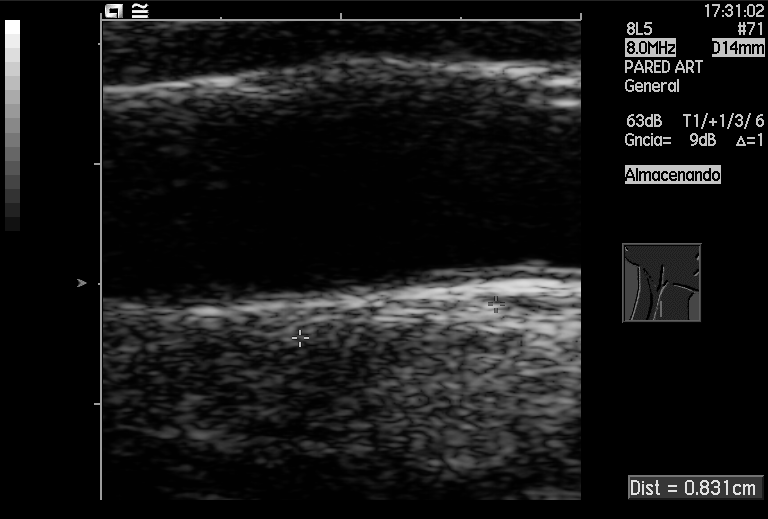 17:31:02
8L5 #71
8.0MHz D14mm
PARED ART
General
63dB T1/+1/3/ 6
Gncia= 9dB Δ=1
Almacenando
Dist = 0.831cm